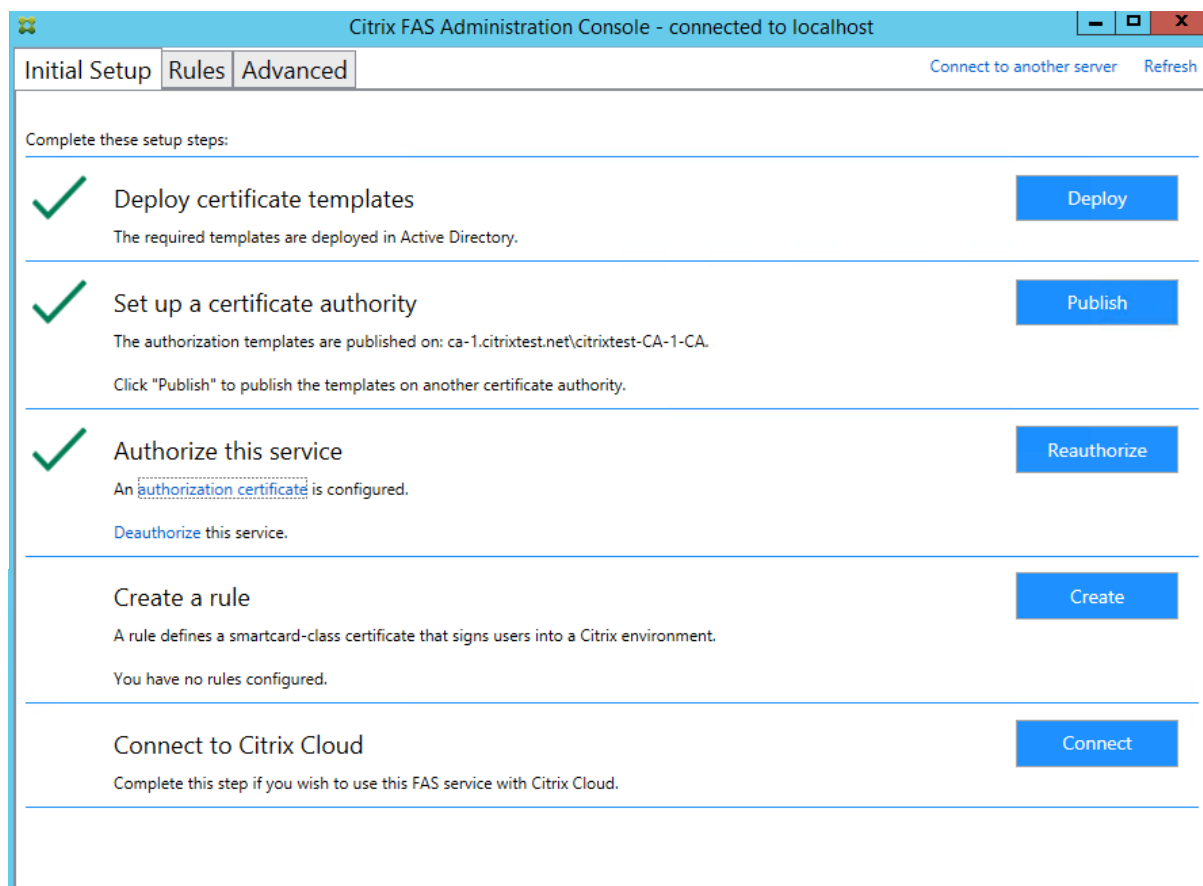 Citrix FAS Administration Console - connected to localhost
Initial Setup Rules Advanced Connect to another server Refresh
Complete these setup steps:
Deploy certificate templates Deploy
The required templates are deployed in Active Directory.
Set up a certificate authority Publish
The authorization templates are published on: ca-1.citrixtest.net\citrixtest-CA-1-CA.
Click "Publish" to publish the templates on another certificate authority.
Authorize this service Reauthorize
An authorization certificate is configured.
Deauthorize this service.
Create a rule Create
A rule defines a smartcard-class certificate that signs users into a Citrix environment.
You have no rules configured.
Connect to Citrix Cloud Connect
Complete this step if you wish to use this FAS service with Citrix Cloud.